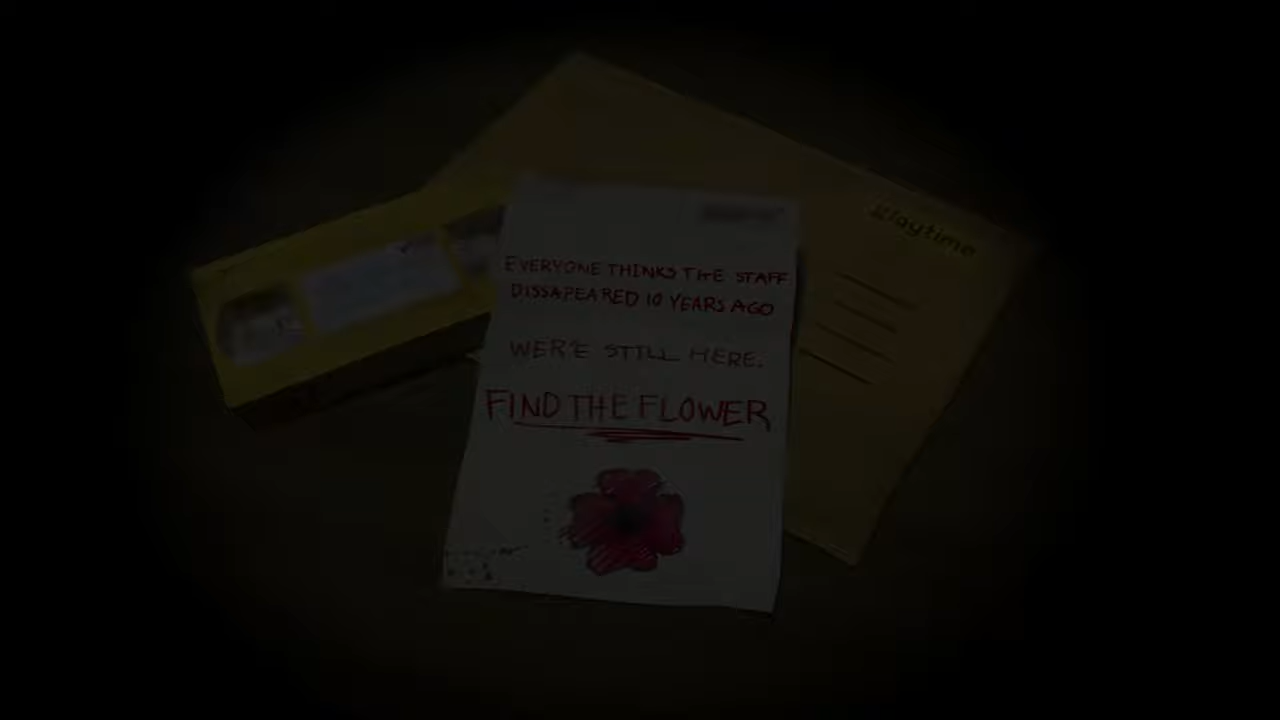 playtime
EVERYONE THINKS THE STAFF
DISSAPEARED 10 YEARS AGO
WE'RE STILL HERE.
FIND THE FLOWER